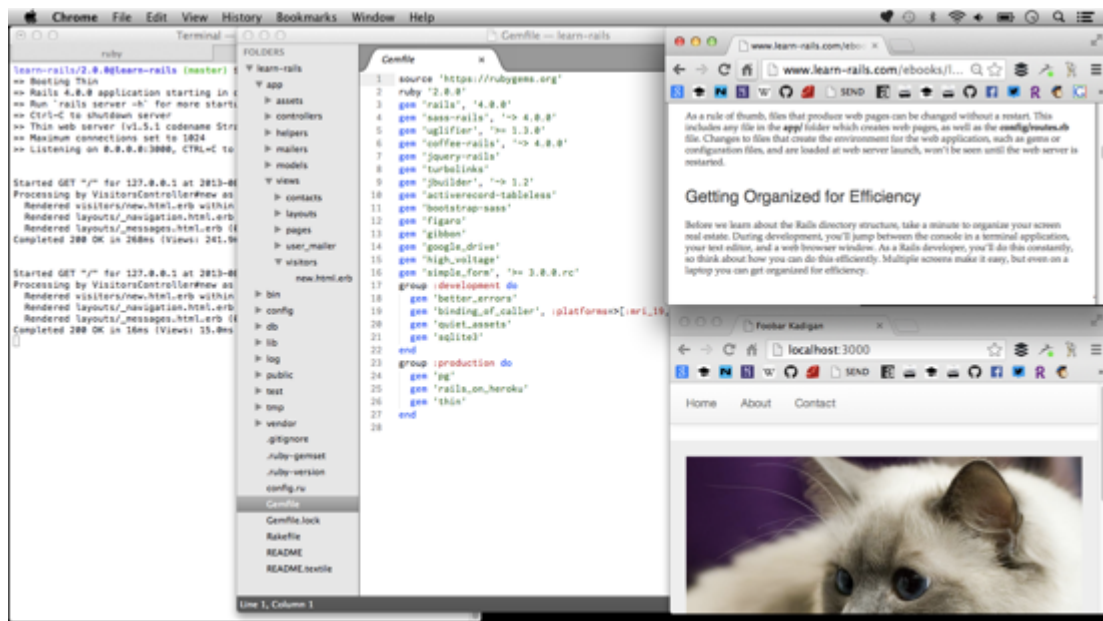 Chrome File Edit View History Bookmarks Window Help
Terminal —
ruby
learn-rails/2.0.0@learn-rails (master) $
=> Booting Thin
=> Rails 4.0.0 application starting in
=> Run `rails server -h` for more startu
=> Ctrl-C to shutdown server
>> Thin web server (v1.5.1 codename Stra
>> Maximum connections set to 1024
>> Listening on 0.0.0.0:3000, CTRL+C to
Started GET "/" for 127.0.0.1 at 2013-0
Processing by VisitorsController#new as
Rendered visitors/new.html.erb within
Rendered layouts/_navigation.html.erb
Rendered layouts/_messages.html.erb
Completed 200 OK in 268ms (Views: 241.9m
Started GET "/" for 127.0.0.1 at 2013-0
Processing by VisitorsController#new as
Rendered visitors/new.html.erb within
Rendered layouts/_navigation.html.erb
Rendered layouts/_messages.html.erb
Completed 200 OK in 16ms (Views: 15.0ms
Gemfile — learn-rails
FOLDERS
learn-rails
app
assets
controllers
helpers
mailers
models
views
contacts
layouts
pages
user_mailer
visitors
new.html.erb
bin
config
db
lib
log
public
test
tmp
vendor
.gitignore
.ruby-gemset
.ruby-version
config.ru
Gemfile
Gemfile.lock
Rakefile
README
README.textile
Line 1, Column 1
Gemfile ×
1 source 'https://rubygems.org'
2 ruby '2.0.0'
3 gem 'rails', '4.0.0'
4 gem 'sass-rails', '~> 4.0.0'
5 gem 'uglifier', '>= 1.3.0'
6 gem 'coffee-rails', '~> 4.0.0'
7 gem 'jquery-rails'
8 gem 'turbolinks'
9 gem 'jbuilder', '~> 1.2'
10 gem 'activerecord-tableless'
11 gem 'bootstrap-sass'
12 gem 'figaro'
13 gem 'gibbon'
14 gem 'google_drive'
15 gem 'high_voltage'
16 gem 'simple_form', '>= 3.0.0.rc'
17 group :development do
18 gem 'better_errors'
19 gem 'binding_of_caller', :platforms=>[:mri_19,
20 gem 'quiet_assets'
21 gem 'sqlite3'
22 end
23 group :production do
24 gem 'pg'
25 gem 'rails_on_heroku'
26 gem 'thin'
27 end
28
www.learn-rails.com/ebo ×
www.learn-rails.com/ebooks/l...
SEND
As a rule of thumb, files that produce web pages can be changed without a restart. This
includes any file in the app/ folder which creates web pages, as well as the config/routes.rb
file. Changes to files that create the environment for the web application, such as gems or
configuration files, and are loaded at web server launch, won't be seen until the web server is
restarted.
Getting Organized for Efficiency
Before we learn about the Rails directory structure, take a minute to organize your screen
real estate. During development, you'll jump between the console in a terminal application,
your text editor, and a web browser window. As a Rails developer, you'll do this constantly,
so think about how you can do this efficiently. Multiple screens make it easy, but even on a
laptop you can get organized for efficiency.
Foobar Kadigan ×
localhost:3000
SEND
Home About Contact